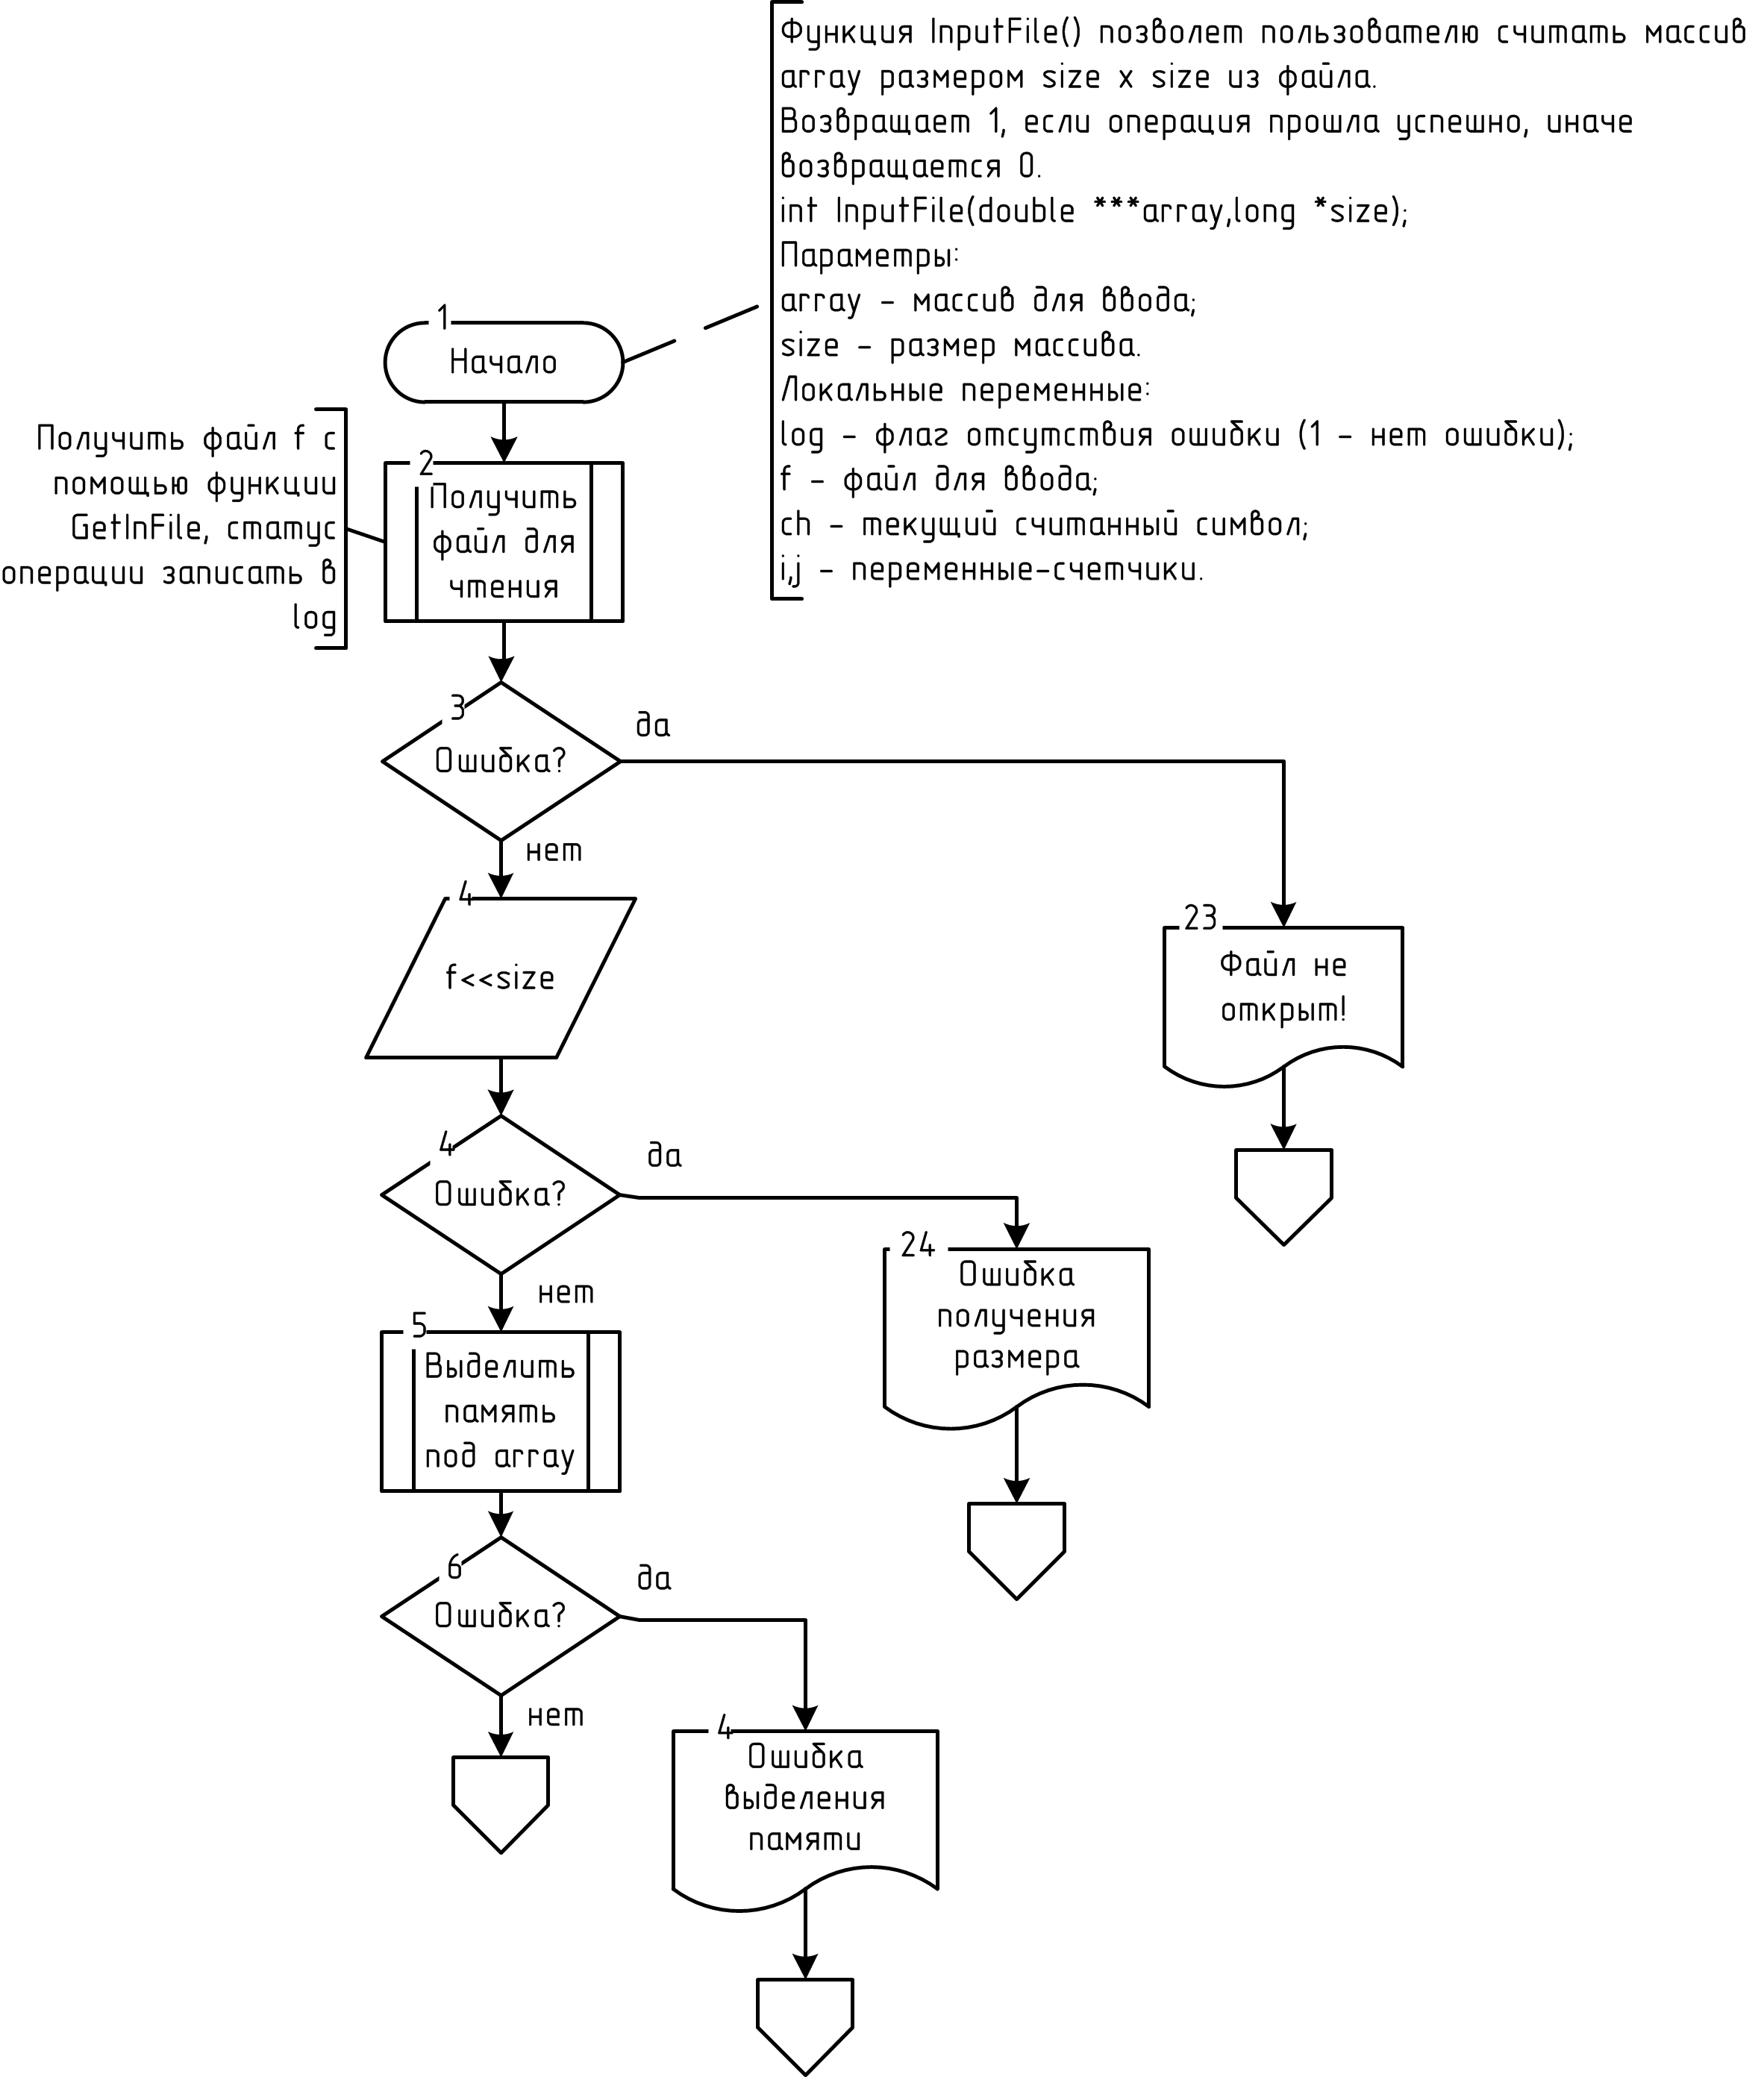 Функция InputFile() позволет пользователю считать массив
array размером size x size из файла.
Возвращает 1, если операция прошла успешно, иначе
возвращается 0.
int InputFile(double ***array,long *size);
Параметры:
array - массив для ввода;
size - размер массива.
Локальные переменные:
log - флаг отсутствия ошибки (1 - нет ошибки);
f - файл для ввода;
ch - текущий считанный символ;
i,j - переменные-счетчики.
1
Начало
Получить файл f с
помощью функции
GetInFile, статус
операции записать в
log
2
Получить
файл для
чтения
3
Ошибка?
да
нет
4
f<<size
23
Файл не
открыт!
4
Ошибка?
да
нет
24
Ошибка
получения
размера
5
Выделить
память
под array
6
Ошибка?
да
нет
4
Ошибка
выделения
памяти